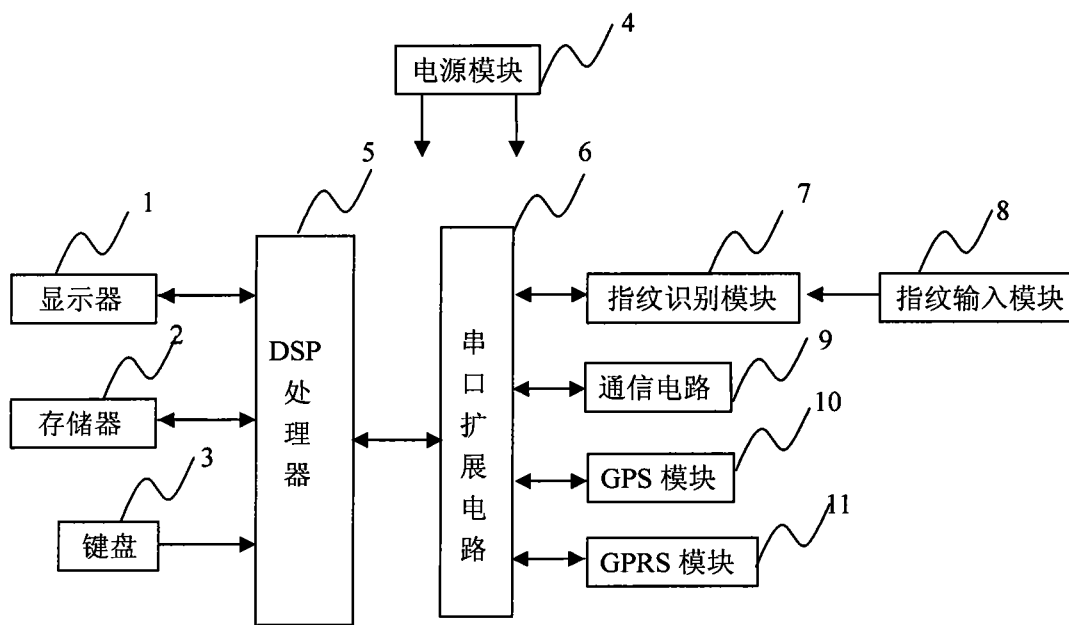 4
电源模块
5
6
1
7
8
显示器
指纹识别模块
指纹输入模块
DSP
处
理
器
串
口
扩
展
电
路
2
9
存储器
通信电路
10
3
GPS 模块
键盘
11
GPRS 模块